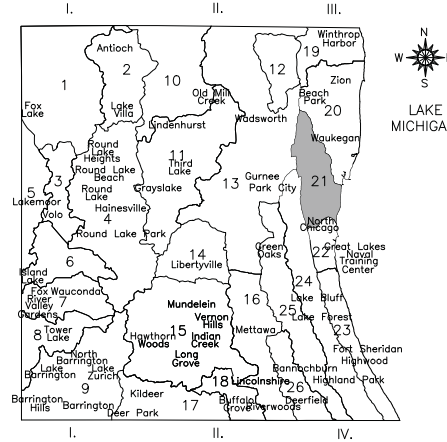 I.
II.
III.
Winthrop
Harbor
Antioch
19
N
W
E
S
1
2
10
12
Zion
Old Mill
Creek
Beach
Park
20
Fox
Lake
Lake
Villa
LAKE
MICHIGA
Wadsworth
Lindenhurst
Waukegan
Round
Lake
Heights
11
Third
Lake
3
Round Lake
Beach
Gurnee
Park City
13
21
5
Round
Lake
Grayslake
Lakemoor
Volo
Hainesville
4
North
Chicago
Round Lake Park
14
Libertyville
Green
Oaks
22
Great Lakes
Naval
Training
Center
6
Island
Lake
24
Fox
River
Valley
Gardens
Wauconda
7
Mundelein
16
Lake Bluff
25
Vernon
Hills
Lake Forest
8
Tower
Lake
Hawthorn
Woods
15
Indian
Creek
Mettawa
23
Long
Grove
Fort Sheridan
North
Barrington
Highwood
Lake
Barrington
Lake
Zurich
Bannockburn
18
Lincolnshire
Highland Park
26
9
Kildeer
Barrington
Hills
Barrington
Buffalo
Grove
Riverwoods
Deerfield
17
Deer Park
I.
II.
IV.